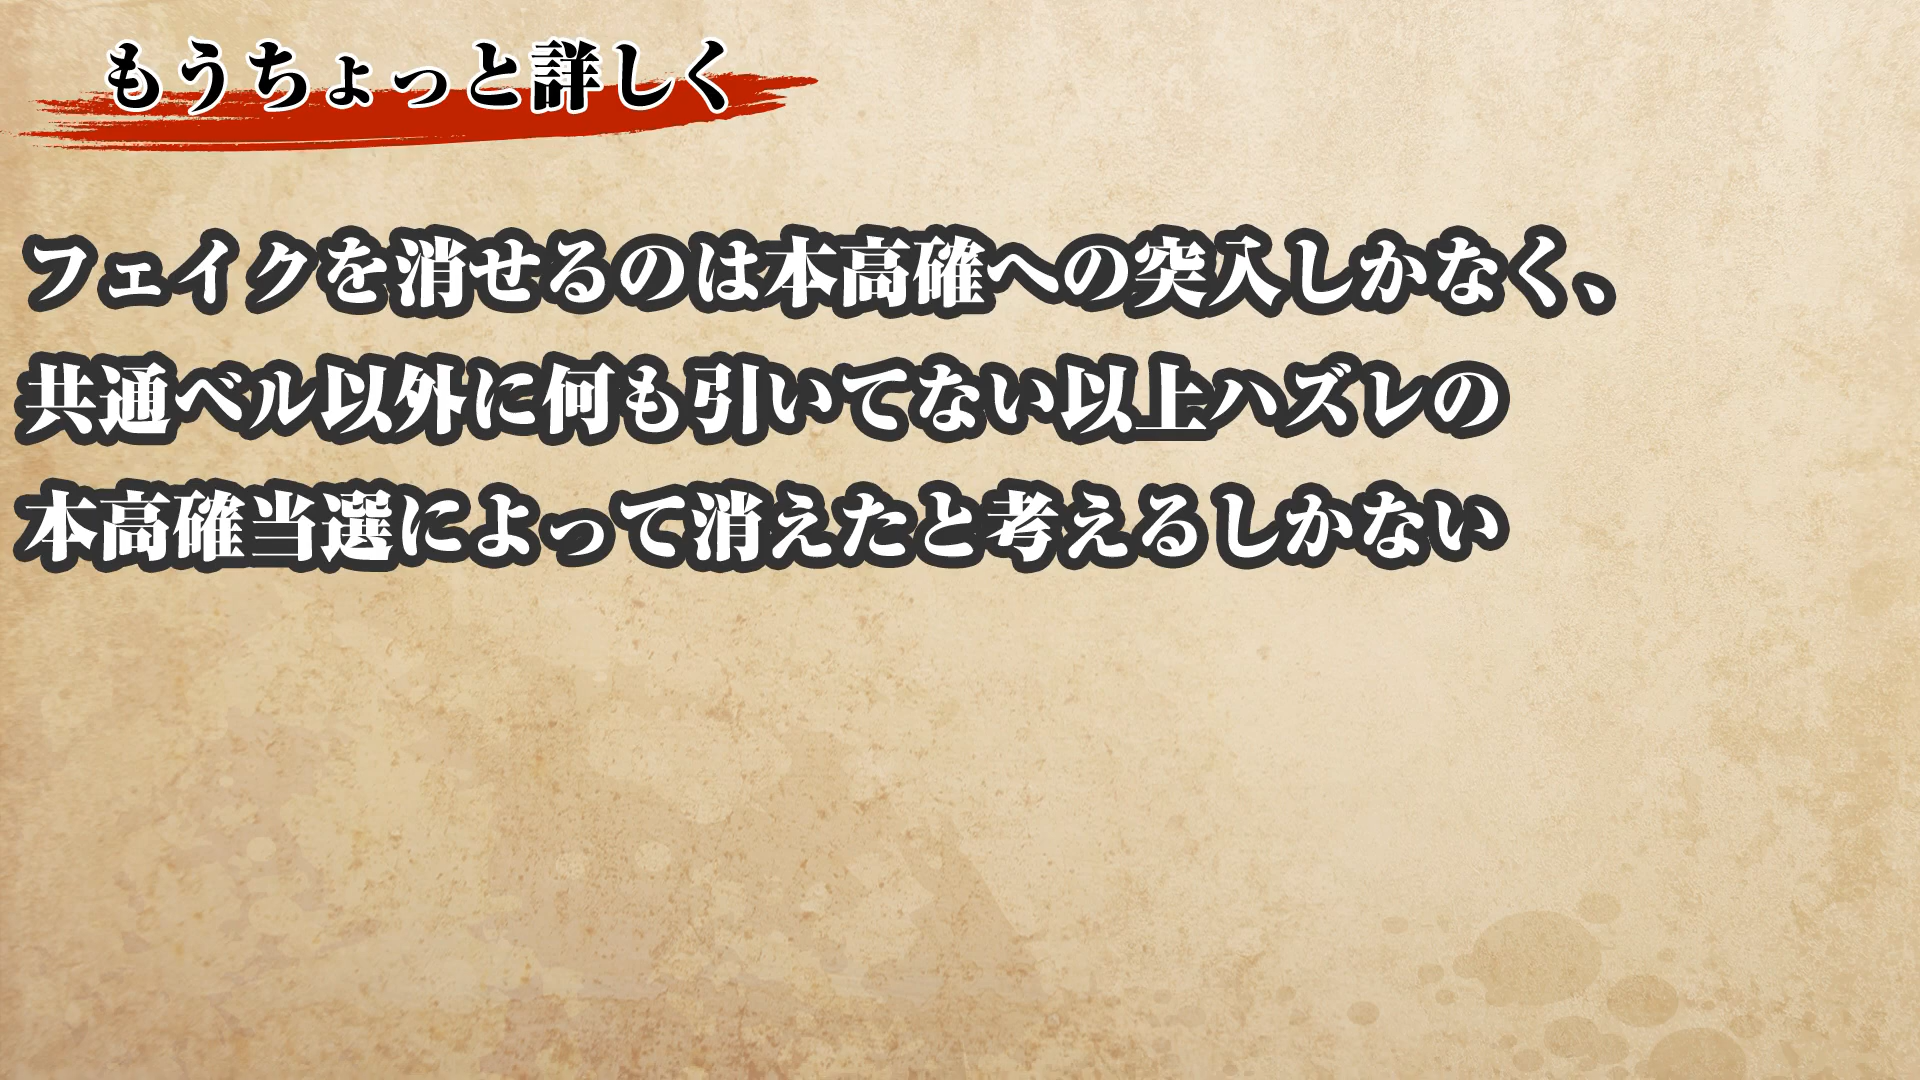 もうちょっと詳しく
フェイクを消せるのは本高確への突入しかなく、
共通ベル以外に何も引いてない以上ハズレの
本高確当選によって消えたと考えるしかない